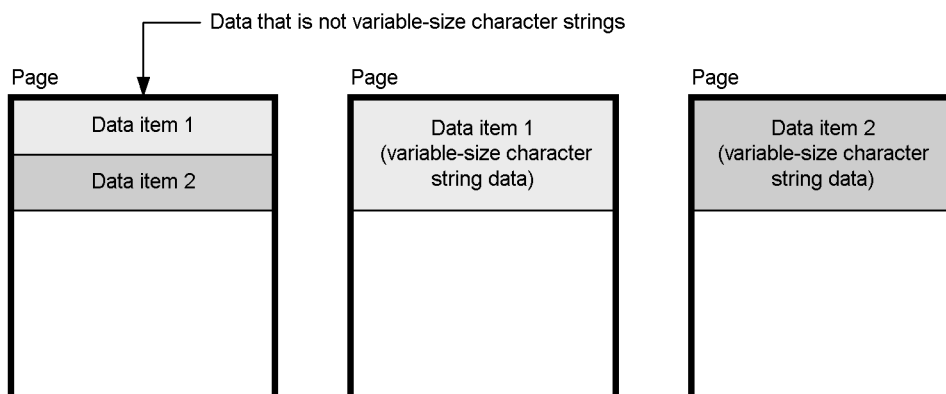 Data that is not variable-size character strings
Page
Page
Page
Data item 1
Data item 2
Data item 1
(variable-size character
string data)
Data item 2
(variable-size character
string data)